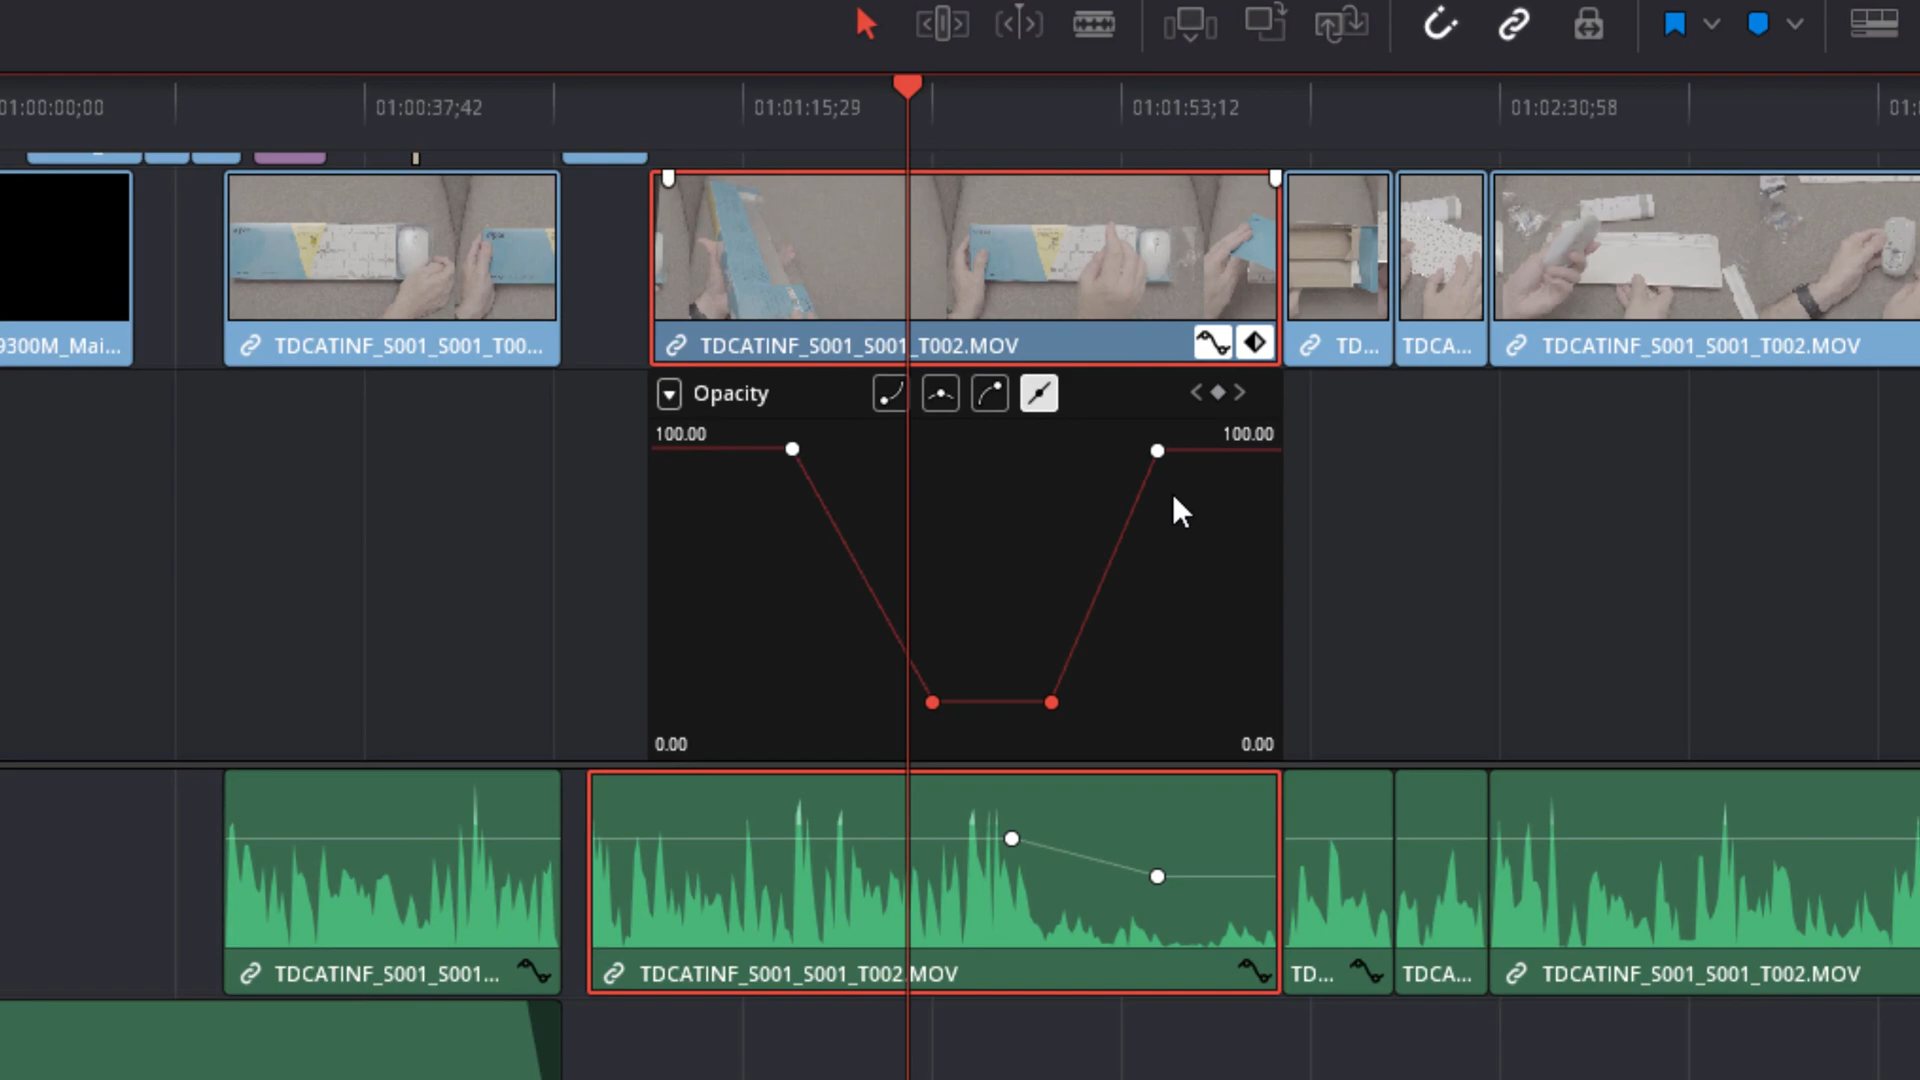 01:00:00;00 01:00:37;42 01:01:15;29 01:01:53;12 01:02:30;58
9300M_Mai... TDCATINF_S001_S001_T00... TDCATINF_S001_S001_T002.MOV TD... TDCA... TDCATINF_S001_S001_T002.MOV
Opacity
100.00 100.00
0.00 0.00
TDCATINF_S001_S001... TDCATINF_S001_S001_T002.MOV TD... TDCA... TDCATINF_S001_S001_T002.MOV